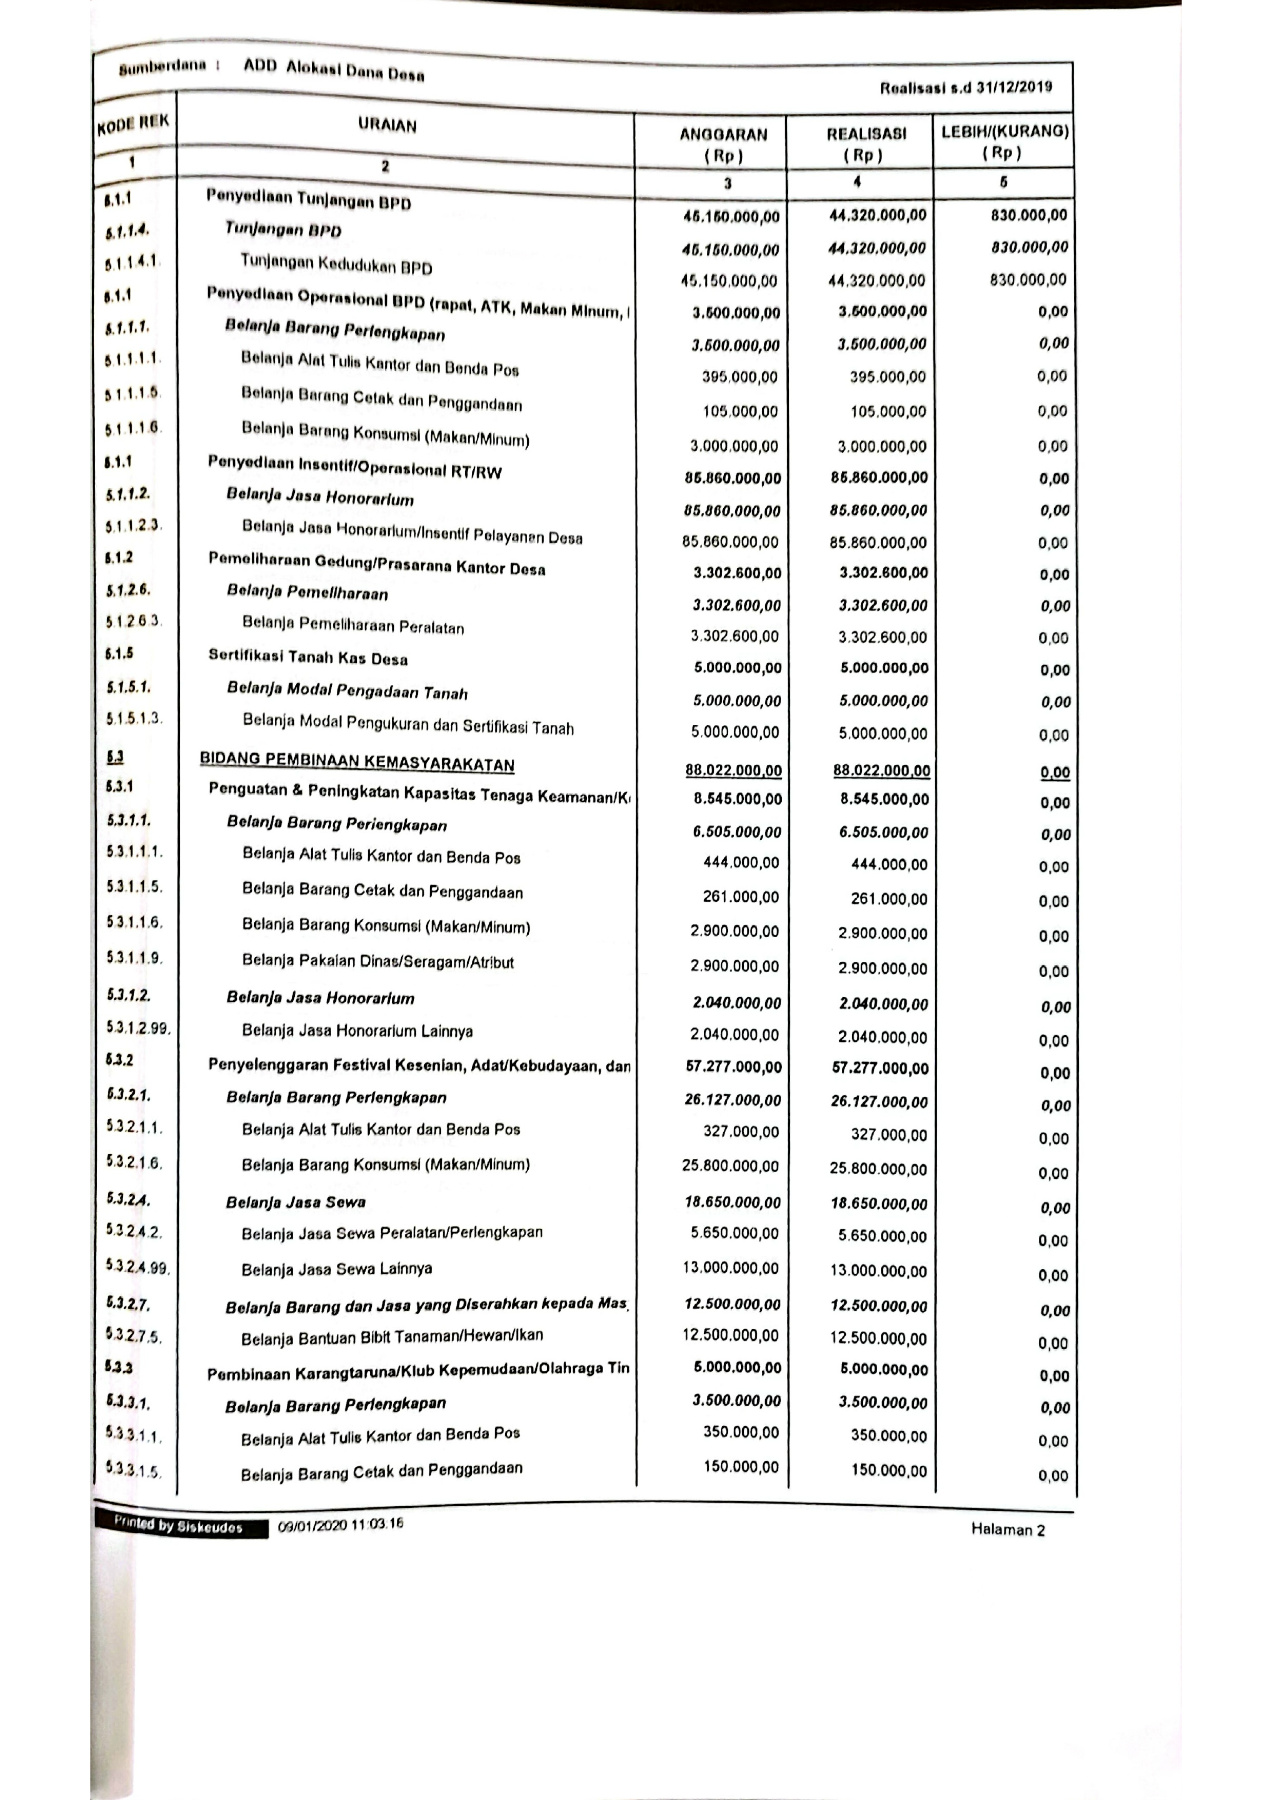 Sumberdana : ADD Alokasi Dana Desa
Realisasi s.d 31/12/2019
KODE REK URAIAN ANGGARAN ( Rp ) REALISASI ( Rp ) LEBIH/(KURANG) ( Rp )
1 2 3 4 5
5.1.1 Penyediaan Tunjangan BPD 45.150.000,00 44.320.000,00 830.000,00
5.1.1.4. Tunjangan BPD 45.150.000,00 44.320.000,00 830.000,00
5.1.1.4.1. Tunjangan Kedudukan BPD 45.150.000,00 44.320.000,00 830.000,00
5.1.1 Penyediaan Operasional BPD (rapat, ATK, Makan Minum, 3.500.000,00 3.500.000,00 0,00
5.1.1.1. Belanja Barang Perlengkapan 3.500.000,00 3.500.000,00 0,00
5.1.1.1.1. Belanja Alat Tulis Kantor dan Benda Pos 395.000,00 395.000,00 0,00
5.1.1.1.5. Belanja Barang Cetak dan Penggandaan 105.000,00 105.000,00 0,00
5.1.1.1.6. Belanja Barang Konsumsi (Makan/Minum) 3.000.000,00 3.000.000,00 0,00
5.1.1 Penyediaan Insentif/Operasional RT/RW 85.860.000,00 85.860.000,00 0,00
5.1.1.2. Belanja Jasa Honorarium 85.860.000,00 85.860.000,00 0,00
5.1.1.2.3. Belanja Jasa Honorarium/Insentif Pelayanan Desa 85.860.000,00 85.860.000,00 0,00
5.1.2 Pemeliharaan Gedung/Prasarana Kantor Desa 3.302.600,00 3.302.600,00 0,00
5.1.2.6. Belanja Pemeliharaan 3.302.600,00 3.302.600,00 0,00
5.1.2.6.3. Belanja Pemeliharaan Peralatan 3.302.600,00 3.302.600,00 0,00
5.1.5 Sertifikasi Tanah Kas Desa 5.000.000,00 5.000.000,00 0,00
5.1.5.1. Belanja Modal Pengadaan Tanah 5.000.000,00 5.000.000,00 0,00
5.1.5.1.3. Belanja Modal Pengukuran dan Sertifikasi Tanah 5.000.000,00 5.000.000,00 0,00
5.3 BIDANG PEMBINAAN KEMASYARAKATAN 88.022.000,00 88.022.000,00 0,00
5.3.1 Penguatan & Peningkatan Kapasitas Tenaga Keamanan/K 8.545.000,00 8.545.000,00 0,00
5.3.1.1. Belanja Barang Perlengkapan 6.505.000,00 6.505.000,00 0,00
5.3.1.1.1. Belanja Alat Tulis Kantor dan Benda Pos 444.000,00 444.000,00 0,00
5.3.1.1.5. Belanja Barang Cetak dan Penggandaan 261.000,00 261.000,00 0,00
5.3.1.1.6. Belanja Barang Konsumsi (Makan/Minum) 2.900.000,00 2.900.000,00 0,00
5.3.1.1.9. Belanja Pakaian Dinas/Seragam/Atribut 2.900.000,00 2.900.000,00 0,00
5.3.1.2. Belanja Jasa Honorarium 2.040.000,00 2.040.000,00 0,00
5.3.1.2.99. Belanja Jasa Honorarium Lainnya 2.040.000,00 2.040.000,00 0,00
5.3.2 Penyelenggaran Festival Kesenian, Adat/Kebudayaan, dan 57.277.000,00 57.277.000,00 0,00
5.3.2.1. Belanja Barang Perlengkapan 26.127.000,00 26.127.000,00 0,00
5.3.2.1.1. Belanja Alat Tulis Kantor dan Benda Pos 327.000,00 327.000,00 0,00
5.3.2.1.6. Belanja Barang Konsumsi (Makan/Minum) 25.800.000,00 25.800.000,00 0,00
5.3.2.4. Belanja Jasa Sewa 18.650.000,00 18.650.000,00 0,00
5.3.2.4.2. Belanja Jasa Sewa Peralatan/Perlengkapan 5.650.000,00 5.650.000,00 0,00
5.3.2.4.99. Belanja Jasa Sewa Lainnya 13.000.000,00 13.000.000,00 0,00
5.3.2.7. Belanja Barang dan Jasa yang Diserahkan kepada Mas 12.500.000,00 12.500.000,00 0,00
5.3.2.7.5. Belanja Bantuan Bibit Tanaman/Hewan/Ikan 12.500.000,00 12.500.000,00 0,00
5.3.3 Pembinaan Karangtaruna/Klub Kepemudaan/Olahraga Tin 5.000.000,00 5.000.000,00 0,00
5.3.3.1. Belanja Barang Perlengkapan 3.500.000,00 3.500.000,00 0,00
5.3.3.1.1. Belanja Alat Tulis Kantor dan Benda Pos 350.000,00 350.000,00 0,00
5.3.3.1.5. Belanja Barang Cetak dan Penggandaan 150.000,00 150.000,00 0,00
Printed by Siskeudes 09/01/2020 11:03:16 Halaman 2